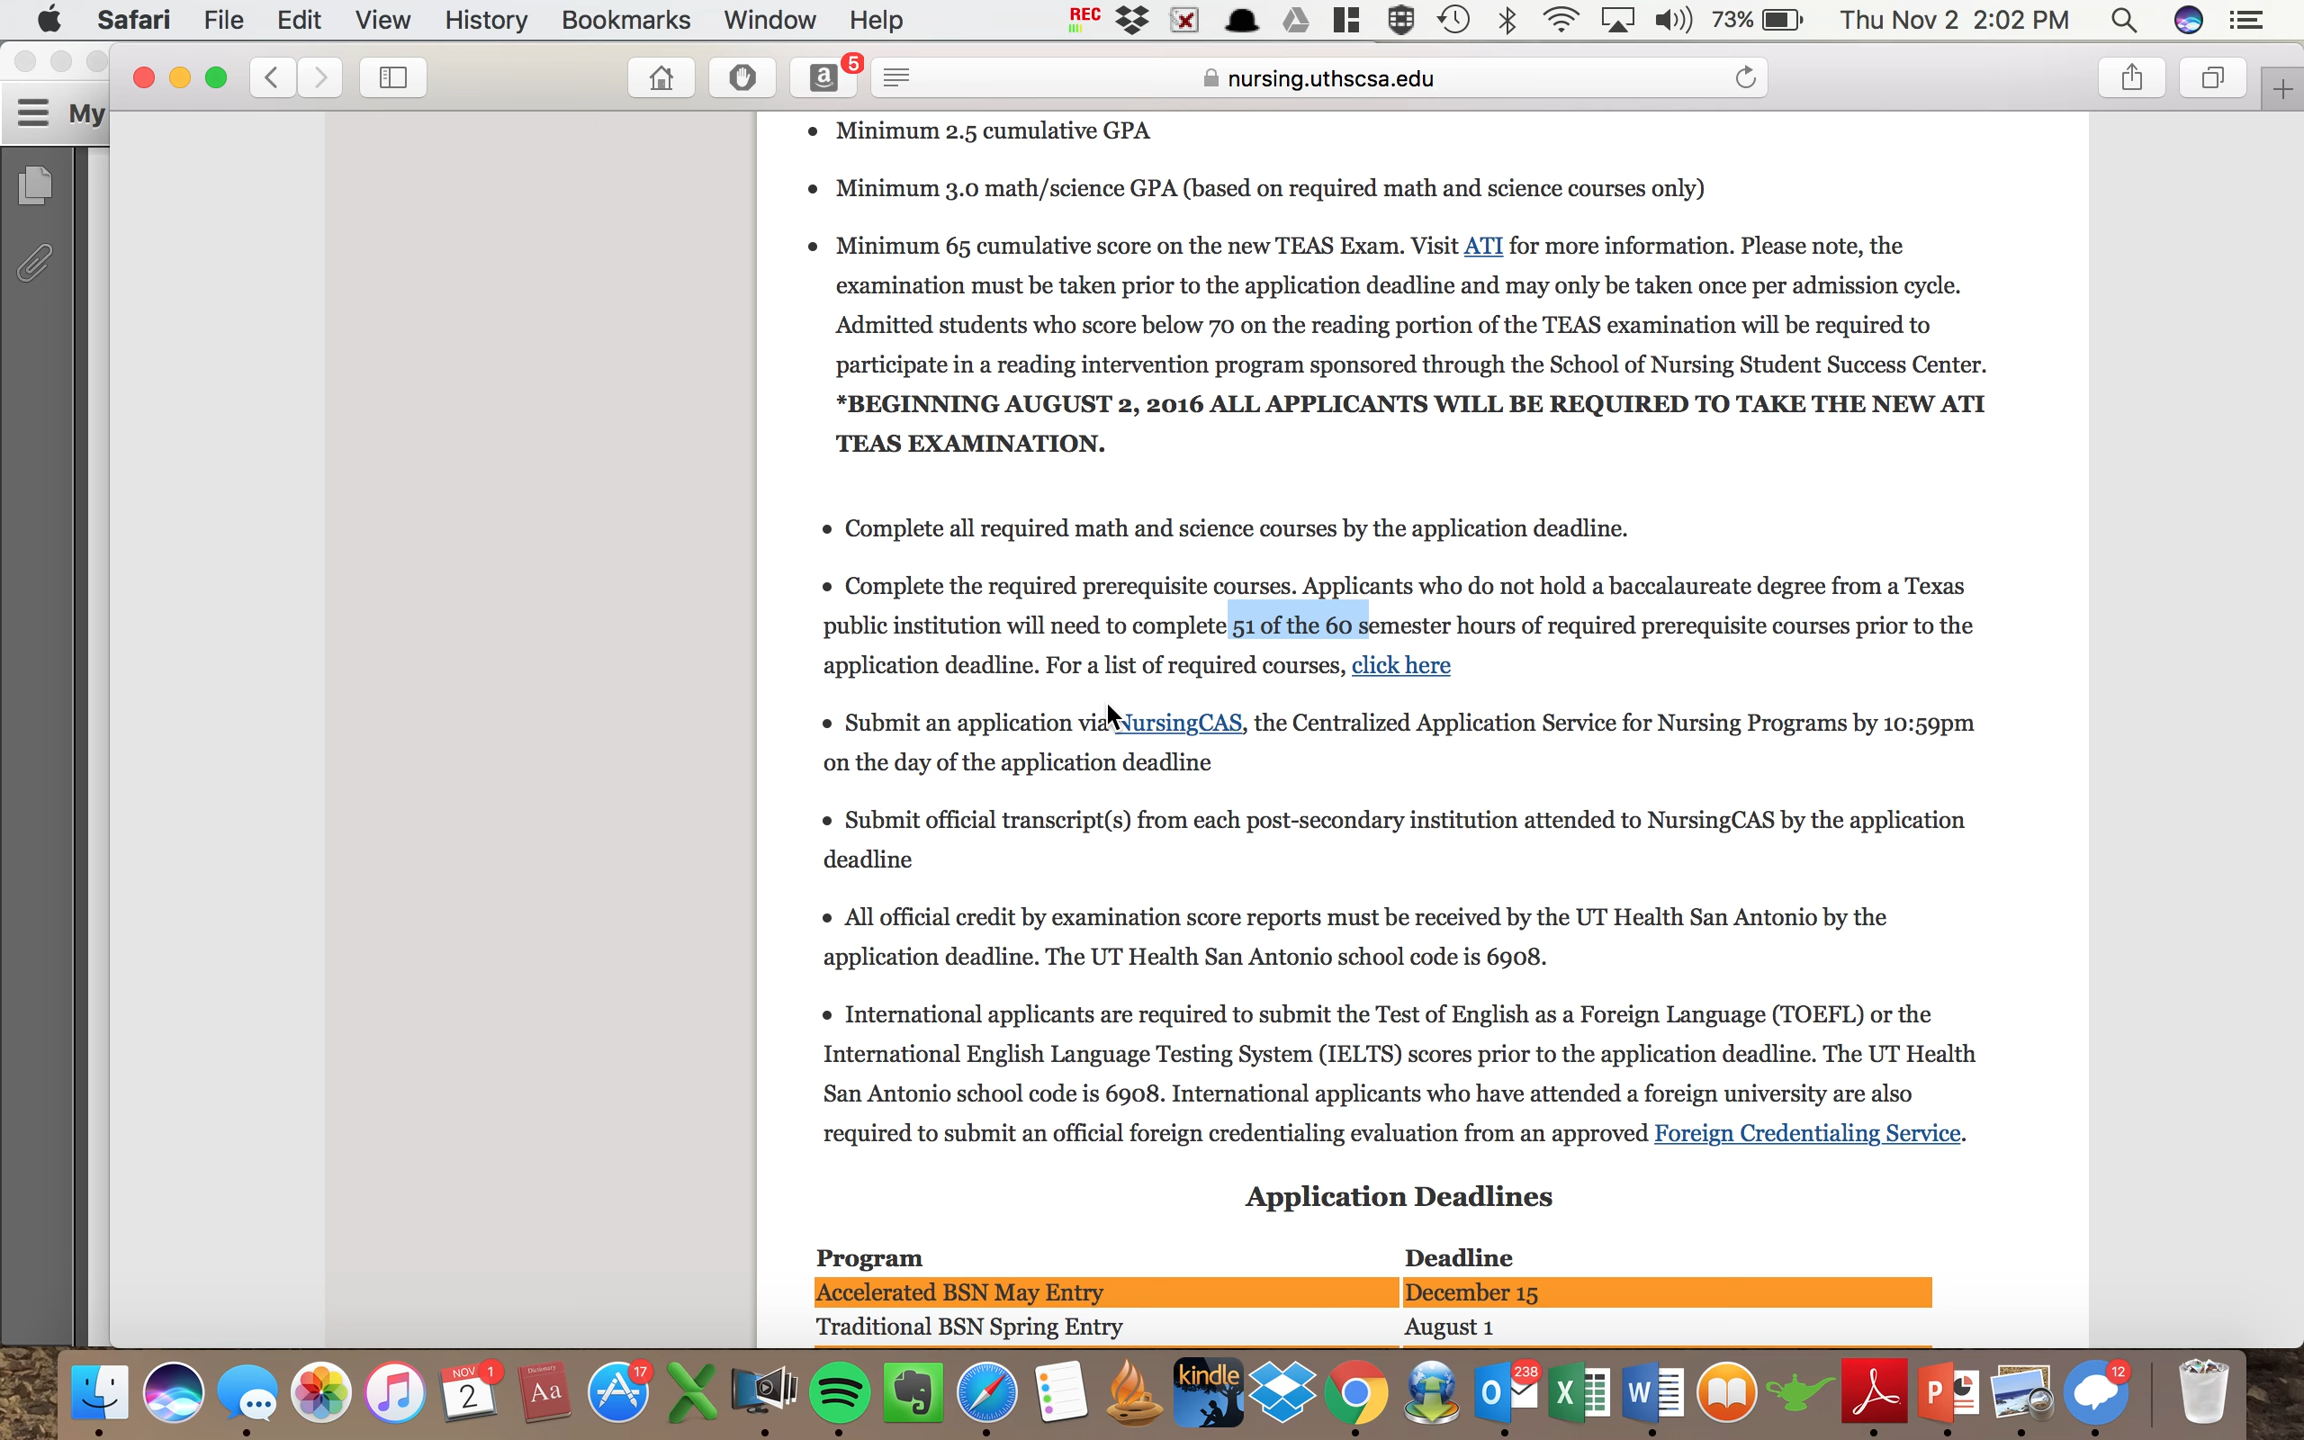 Safari File Edit View History Bookmarks Window Help REC 73% Thu Nov 2 2:02 PM
5
nursing.uthscsa.edu
My
• Minimum 2.5 cumulative GPA
• Minimum 3.0 math/science GPA (based on required math and science courses only)
• Minimum 65 cumulative score on the new TEAS Exam. Visit ATI for more information. Please note, the
examination must be taken prior to the application deadline and may only be taken once per admission cycle.
Admitted students who score below 70 on the reading portion of the TEAS examination will be required to
participate in a reading intervention program sponsored through the School of Nursing Student Success Center.
*BEGINNING AUGUST 2, 2016 ALL APPLICANTS WILL BE REQUIRED TO TAKE THE NEW ATI
TEAS EXAMINATION.
• Complete all required math and science courses by the application deadline.
• Complete the required prerequisite courses. Applicants who do not hold a baccalaureate degree from a Texas
public institution will need to complete 51 of the 60 semester hours of required prerequisite courses prior to the
application deadline. For a list of required courses, click here
• Submit an application via NursingCAS, the Centralized Application Service for Nursing Programs by 10:59pm
on the day of the application deadline
• Submit official transcript(s) from each post-secondary institution attended to NursingCAS by the application
deadline
• All official credit by examination score reports must be received by the UT Health San Antonio by the
application deadline. The UT Health San Antonio school code is 6908.
• International applicants are required to submit the Test of English as a Foreign Language (TOEFL) or the
International English Language Testing System (IELTS) scores prior to the application deadline. The UT Health
San Antonio school code is 6908. International applicants who have attended a foreign university are also
required to submit an official foreign credentialing evaluation from an approved Foreign Credentialing Service.
Application Deadlines
Program Deadline
Accelerated BSN May Entry December 15
Traditional BSN Spring Entry August 1
NOV 1 2 Dictionary Aa 17 kindle 238 12